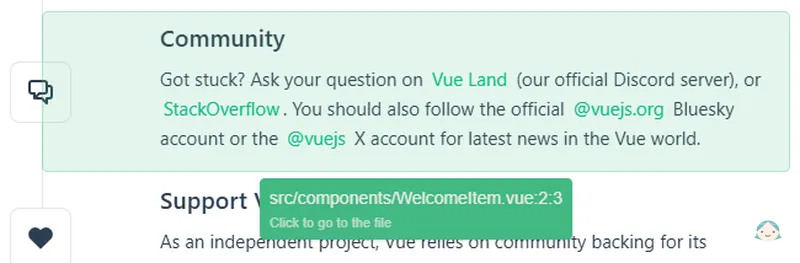 Community
Got stuck? Ask your question on Vue Land (our official Discord server), or
StackOverflow. You should also follow the official @vuejs.org Bluesky
account or the @vuejs X account for latest news in the Vue world.
Support V
src/components/WelcomeItem.vue:2:3
Click to go to the file
As an independent project, Vue relies on community backing for its